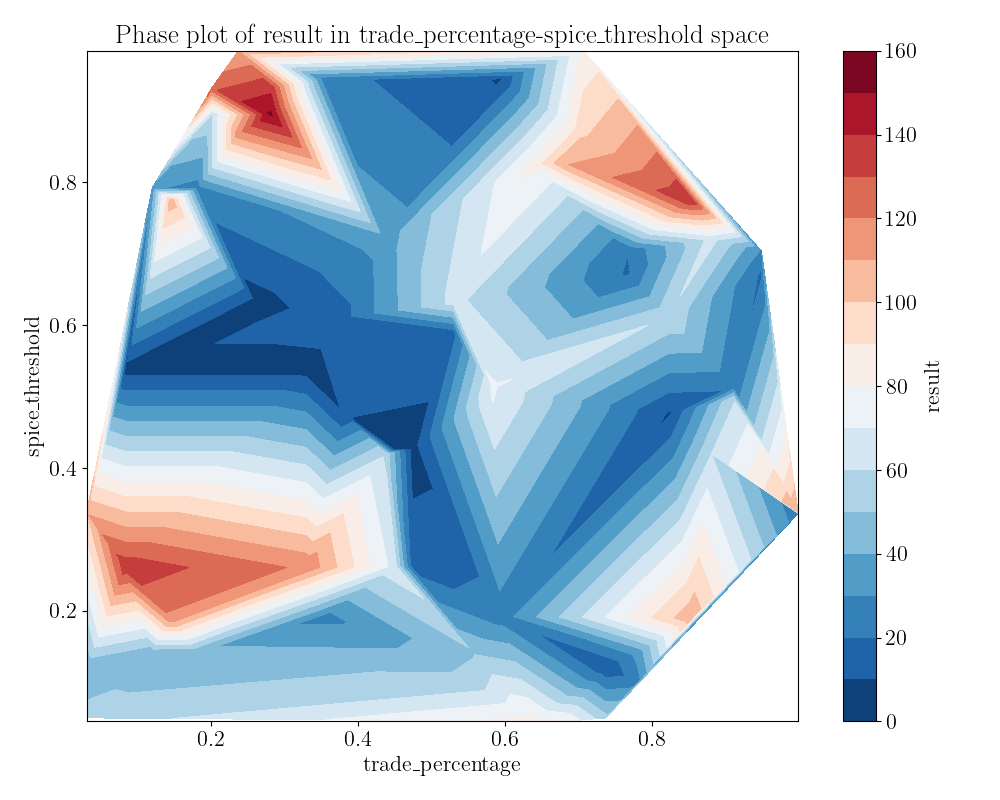 Phase plot of result in trade_percentage-spice_threshold space
160
140
120
100
80
60
40
20
0
result
0.8
0.6
0.4
0.2
spice_threshold
0.2 0.4 0.6 0.8
trade_percentage